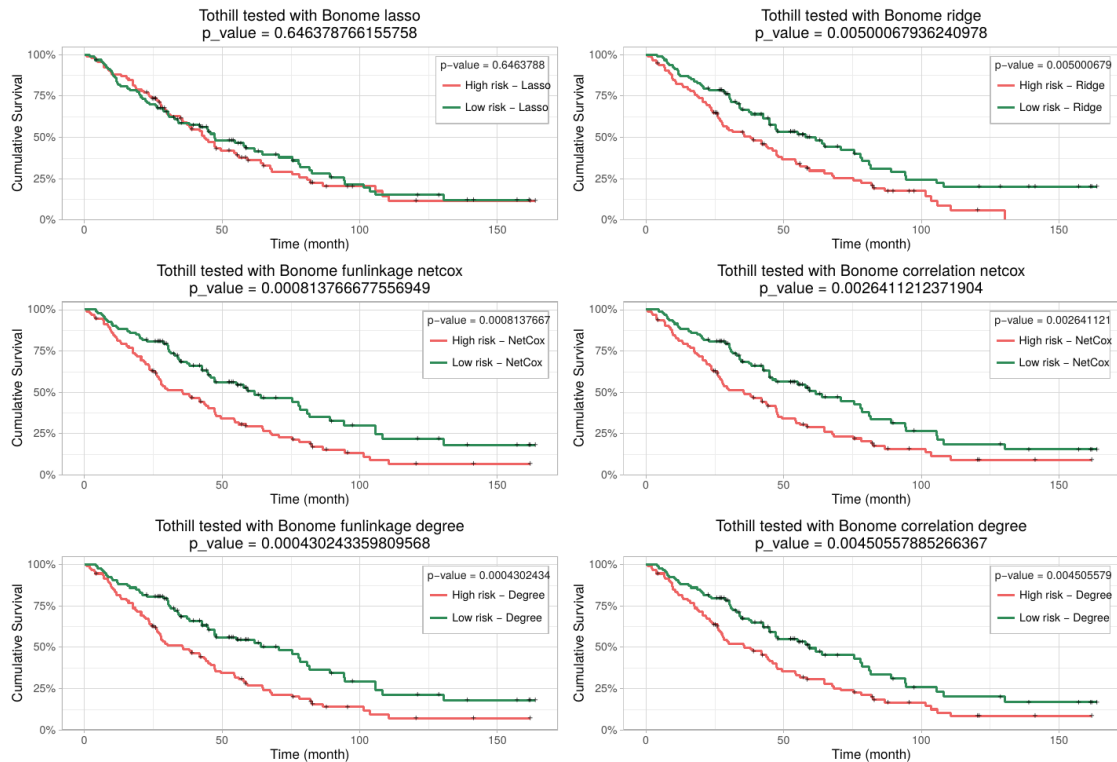 Tothill tested with Bonome lasso
p_value = 0.646378766155758
100%
75%
50%
25%
0%
Cumulative Survival
p-value = 0.6463788
High risk - Lasso
Low risk - Lasso
0 50 100 150
Time (month)
Tothill tested with Bonome ridge
p_value = 0.00500067936240978
100%
75%
50%
25%
0%
Cumulative Survival
p-value = 0.005000679
High risk - Ridge
Low risk - Ridge
0 50 100 150
Time (month)
Tothill tested with Bonome funlinkage netcox
p_value = 0.000813766677556949
100%
75%
50%
25%
0%
Cumulative Survival
p-value = 0.0008137667
High risk - NetCox
Low risk - NetCox
0 50 100 150
Time (month)
Tothill tested with Bonome correlation netcox
p_value = 0.0026411212371904
100%
75%
50%
25%
0%
Cumulative Survival
p-value = 0.002641121
High risk - NetCox
Low risk - NetCox
0 50 100 150
Time (month)
Tothill tested with Bonome funlinkage degree
p_value = 0.000430243359809568
100%
75%
50%
25%
0%
Cumulative Survival
p-value = 0.0004302434
High risk - Degree
Low risk - Degree
0 50 100 150
Time (month)
Tothill tested with Bonome correlation degree
p_value = 0.00450557885266367
100%
75%
50%
25%
0%
Cumulative Survival
p-value = 0.004505579
High risk - Degree
Low risk - Degree
0 50 100 150
Time (month)